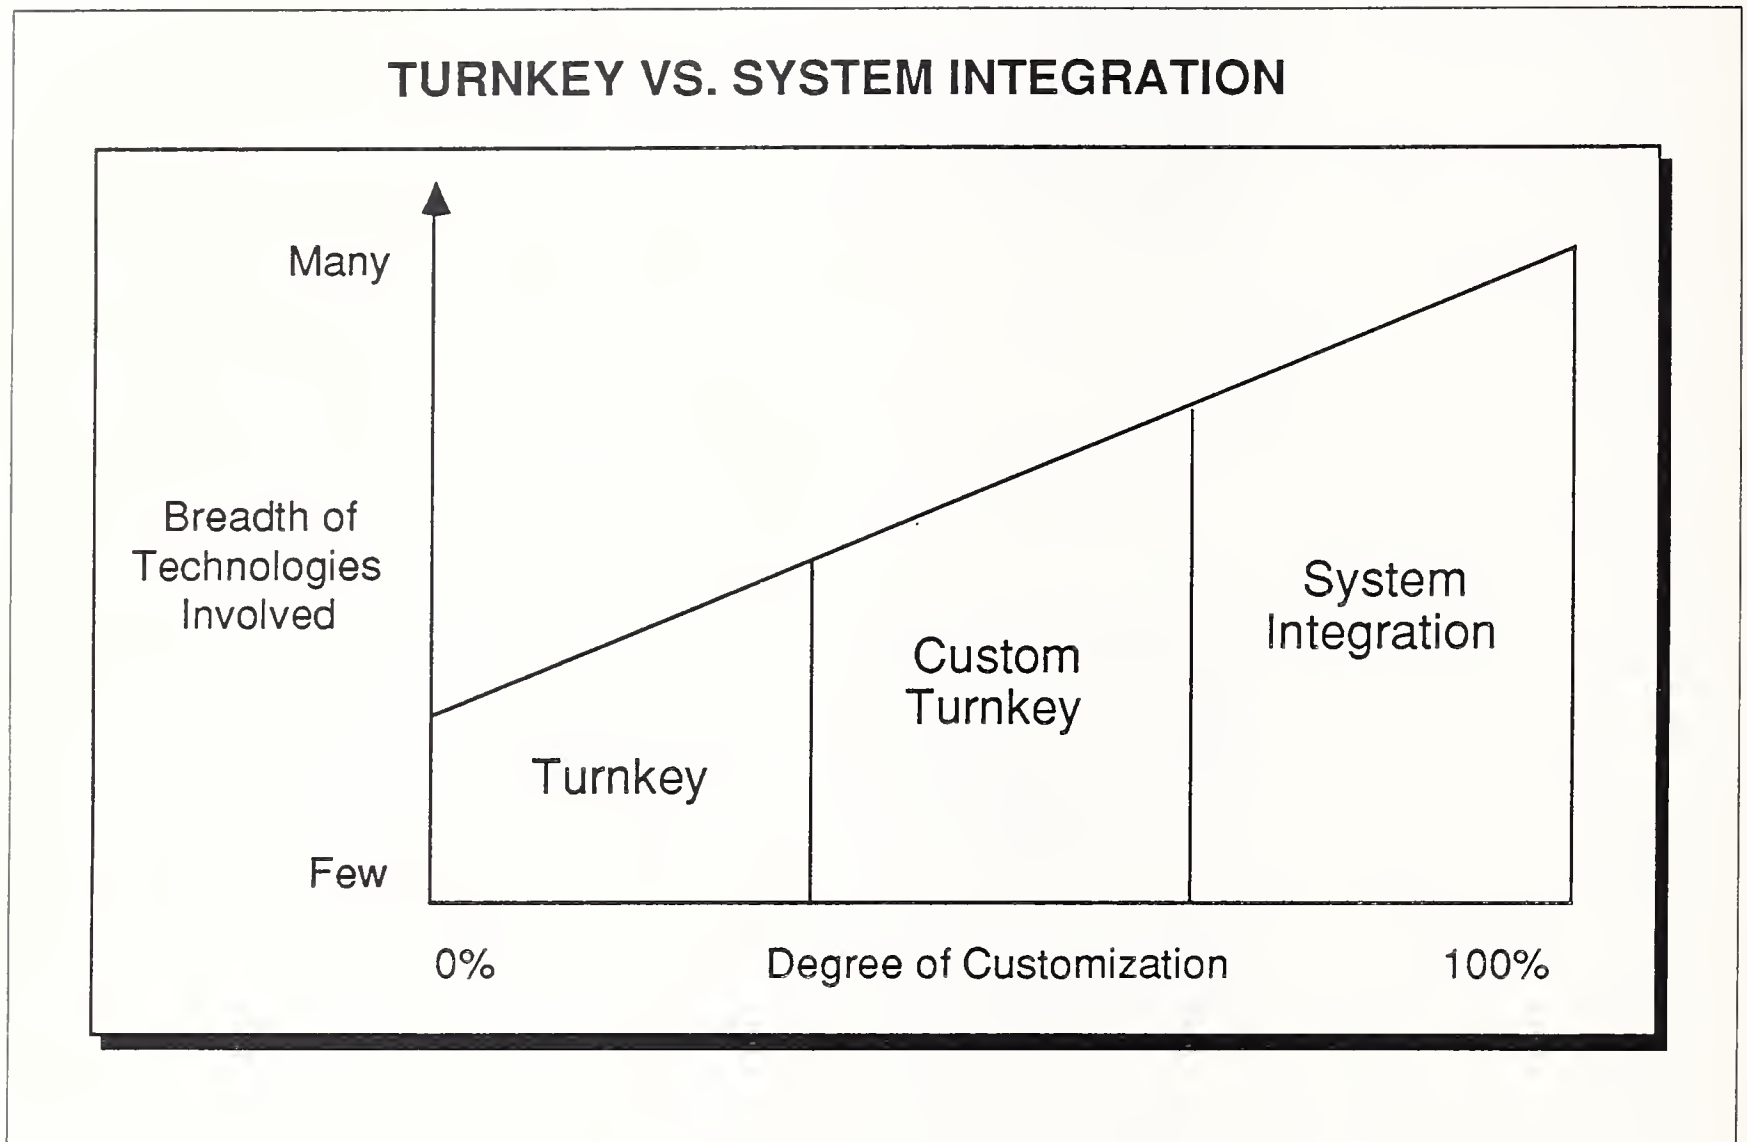 TURNKEY VS. SYSTEM INTEGRATION
Many
Breadth of
Technologies
Involved
Few
Turnkey
Custom
Turnkey
System
Integration
0%
Degree of Customization
100%